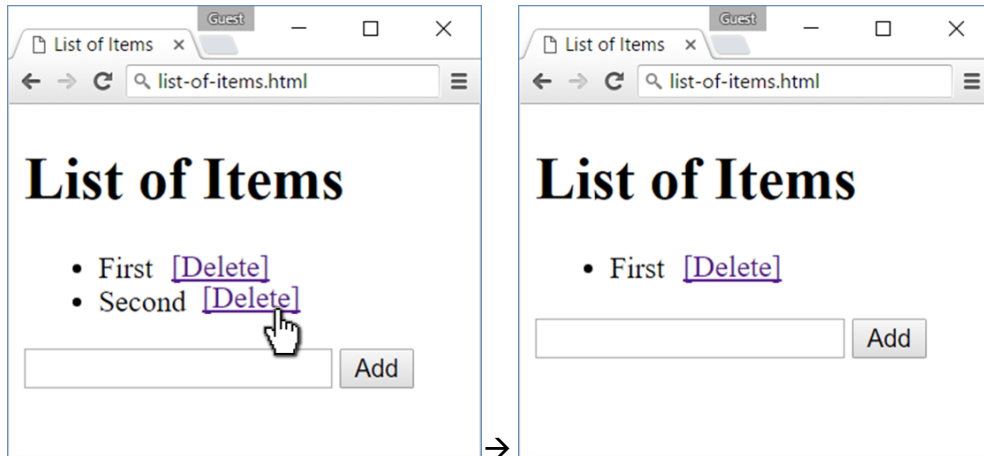 Guest
List of Items
list-of-items.html
List of Items
First [Delete]
Second [Delete]
Add
→
Guest
List of Items
list-of-items.html
List of Items
First [Delete]
Add